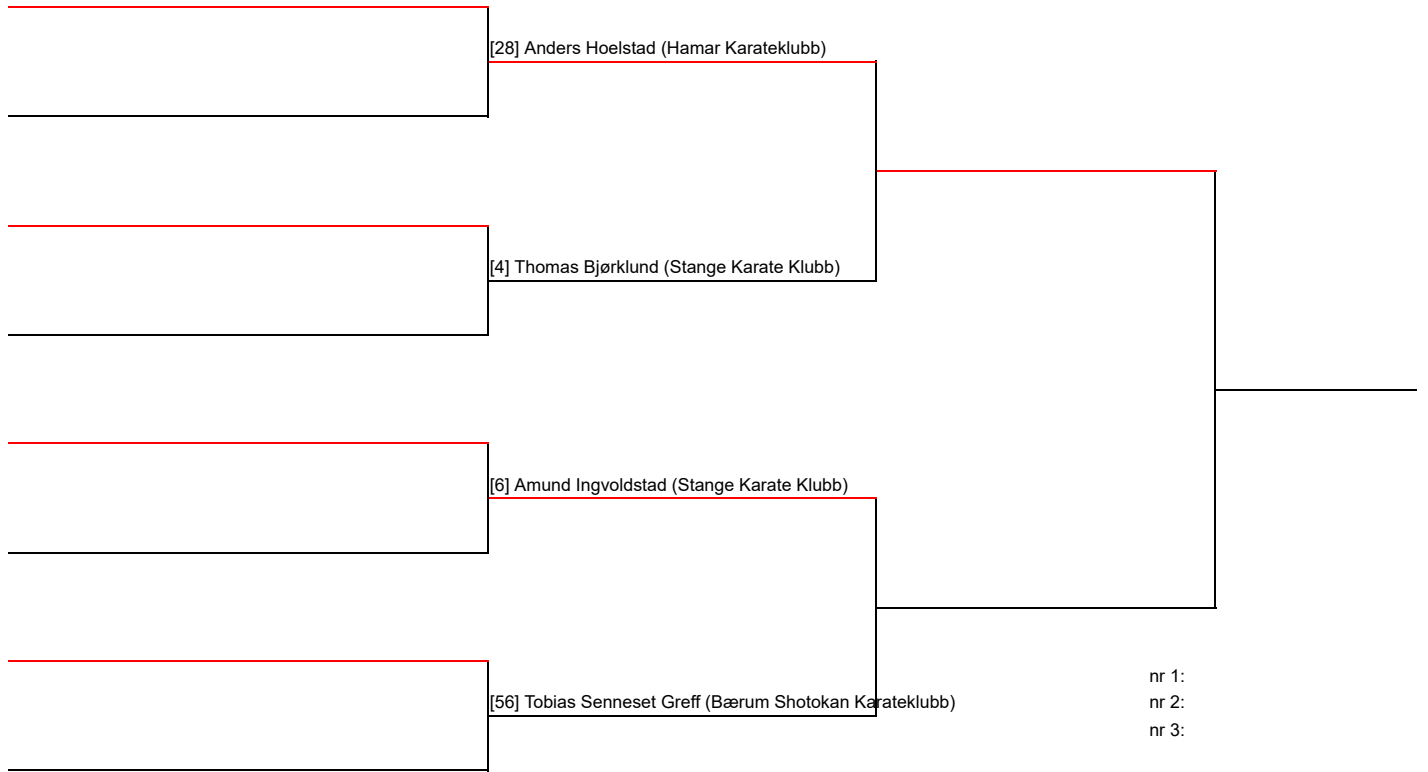 [28] Anders Hoelstad (Hamar Karateklubb)
[4] Thomas Bjørklund (Stange Karate Klubb)
[6] Amund Ingvoldstad (Stange Karate Klubb)
[56] Tobias Senneset Greff (Bærum Shotokan Karateklubb)
nr 1:
nr 2:
nr 3: